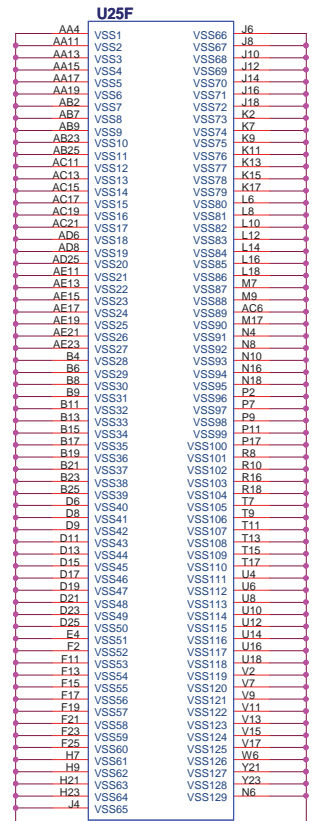 U25F
AA4 VSS1 VSS66 J6
AA11 VSS2 VSS67 J8
AA13 VSS3 VSS68 J10
AA15 VSS4 VSS69 J12
AA17 VSS5 VSS70 J14
AA19 VSS6 VSS71 J16
AB2 VSS7 VSS72 J18
AB7 VSS8 VSS73 K2
AB9 VSS9 VSS74 K7
AB23 VSS10 VSS75 K9
AB25 VSS11 VSS76 K11
AC11 VSS12 VSS77 K13
AC13 VSS13 VSS78 K15
AC15 VSS14 VSS79 K17
AC17 VSS15 VSS80 L6
AC19 VSS16 VSS81 L8
AC21 VSS17 VSS82 L10
AD6 VSS18 VSS83 L12
AD8 VSS19 VSS84 L14
AD25 VSS20 VSS85 L16
AE11 VSS21 VSS86 L18
AE13 VSS22 VSS87 M7
AE15 VSS23 VSS88 M9
AE17 VSS24 VSS89 AC6
AE19 VSS25 VSS90 M17
AE21 VSS26 VSS91 N4
AE23 VSS27 VSS92 N8
B4 VSS28 VSS93 N10
B6 VSS29 VSS94 N16
B8 VSS30 VSS95 N18
B9 VSS31 VSS96 P2
B11 VSS32 VSS97 P7
B13 VSS33 VSS98 P9
B15 VSS34 VSS99 P11
B17 VSS35 VSS100 P17
B19 VSS36 VSS101 R8
B21 VSS37 VSS102 R10
B23 VSS38 VSS103 R16
B25 VSS39 VSS104 R18
D6 VSS40 VSS105 T7
D8 VSS41 VSS106 T9
D9 VSS42 VSS107 T11
D11 VSS43 VSS108 T13
D13 VSS44 VSS109 T15
D15 VSS45 VSS110 T17
D17 VSS46 VSS111 U4
D19 VSS47 VSS112 U6
D21 VSS48 VSS113 U8
D23 VSS49 VSS114 U10
D25 VSS50 VSS115 U12
E4 VSS51 VSS116 U14
F2 VSS52 VSS117 U16
F11 VSS53 VSS118 U18
F13 VSS54 VSS119 V2
F15 VSS55 VSS120 V7
F17 VSS56 VSS121 V9
F19 VSS57 VSS122 V11
F21 VSS58 VSS123 V13
F23 VSS59 VSS124 V15
F25 VSS60 VSS125 V17
H7 VSS61 VSS126 W6
H9 VSS62 VSS127 Y21
H21 VSS63 VSS128 Y23
H23 VSS64 VSS129 N6
J4 VSS65